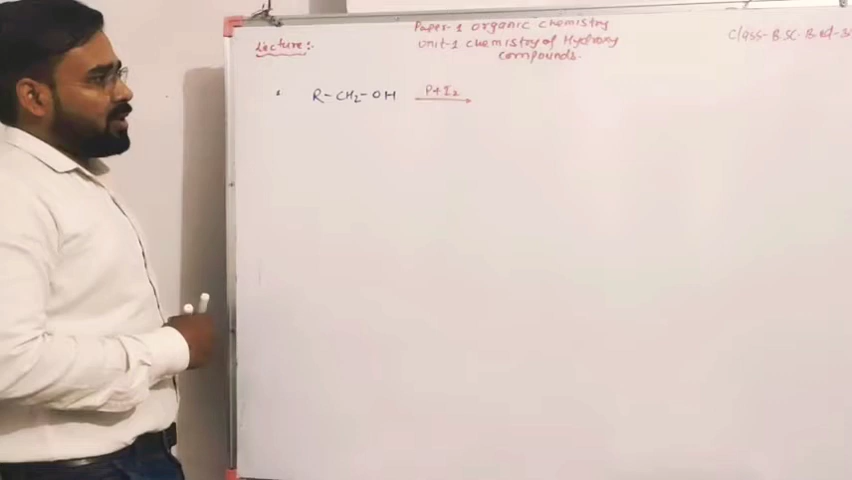 Paper-1 organic chemistry
Lecture:-
Unit-1 chemistry of Hydroxy
compounds.
Class-B.SC-B.ed-3
R-CH2-OH P+I2